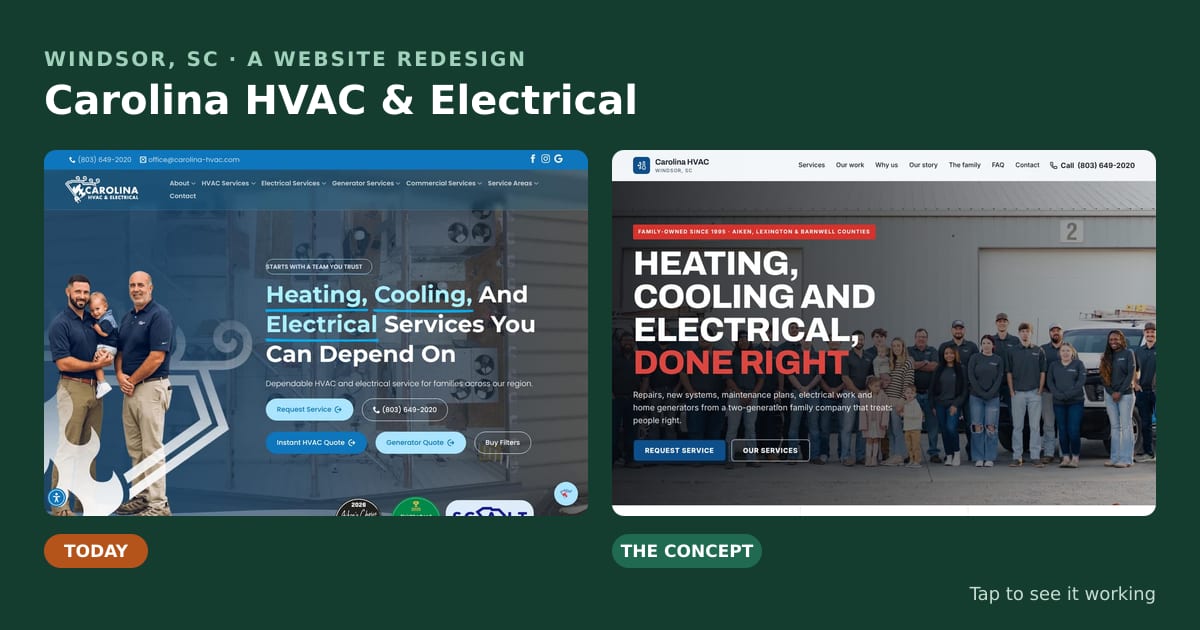 WINDSOR, SC · A WEBSITE REDESIGN
Carolina HVAC & Electrical
(803) 649-2020 office@carolina-hvac.com
CAROLINA
HVAC & ELECTRICAL
About HVAC Services Electrical Services Generator Services Commercial Services Service Areas
Contact
STARTS WITH A TEAM YOU TRUST
Heating, Cooling, And
Electrical Services You
Can Depend On
Dependable HVAC and electrical service for families across our region.
Request Service (803) 649-2020
Instant HVAC Quote Generator Quote Buy Filters
2026
Carolina HVAC
WINDSOR, SC
Services Our work Why us Our story The family FAQ Contact Call (803) 649-2020
2
FAMILY-OWNED SINCE 1995 · AIKEN, LEXINGTON & BARNWELL COUNTIES
HEATING,
COOLING AND
ELECTRICAL,
DONE RIGHT
Repairs, new systems, maintenance plans, electrical work and
home generators from a two-generation family company that treats
people right.
REQUEST SERVICE OUR SERVICES
TODAY
THE CONCEPT
Tap to see it working